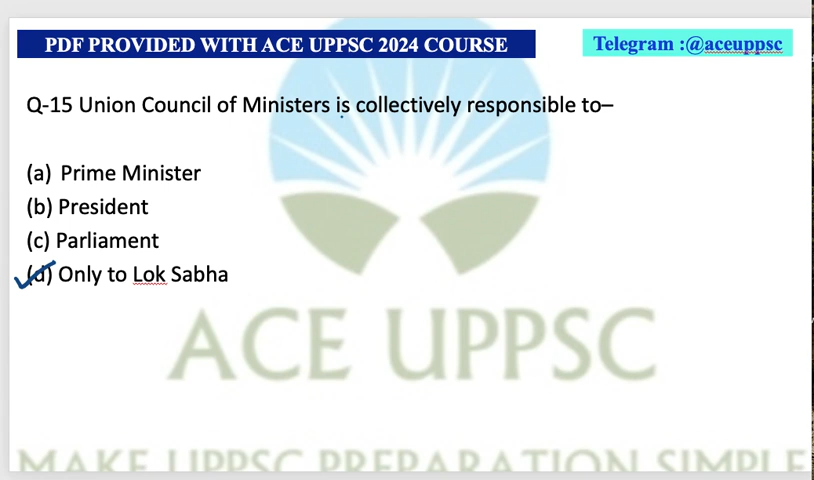 PDF PROVIDED WITH ACE UPPSC 2024 COURSE
Telegram :@aceuppsc
Q-15 Union Council of Ministers is collectively responsible to–
(a) Prime Minister
(b) President
(c) Parliament
(d) Only to Lok Sabha
ACE UPPSC
MAKE UPPSC PREPARATION SIMPLE